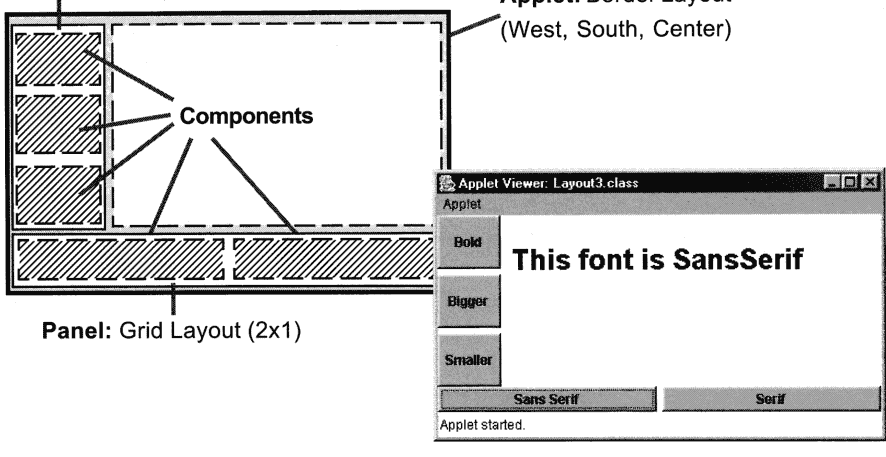 Applet: Border Layout
(West, South, Center)
Components
Panel: Grid Layout (2x1)
Applet Viewer: Layout3.class
Applet
Bold
This font is SansSerif
Bigger
Smaller
Sans Serif
Serif
Applet started.